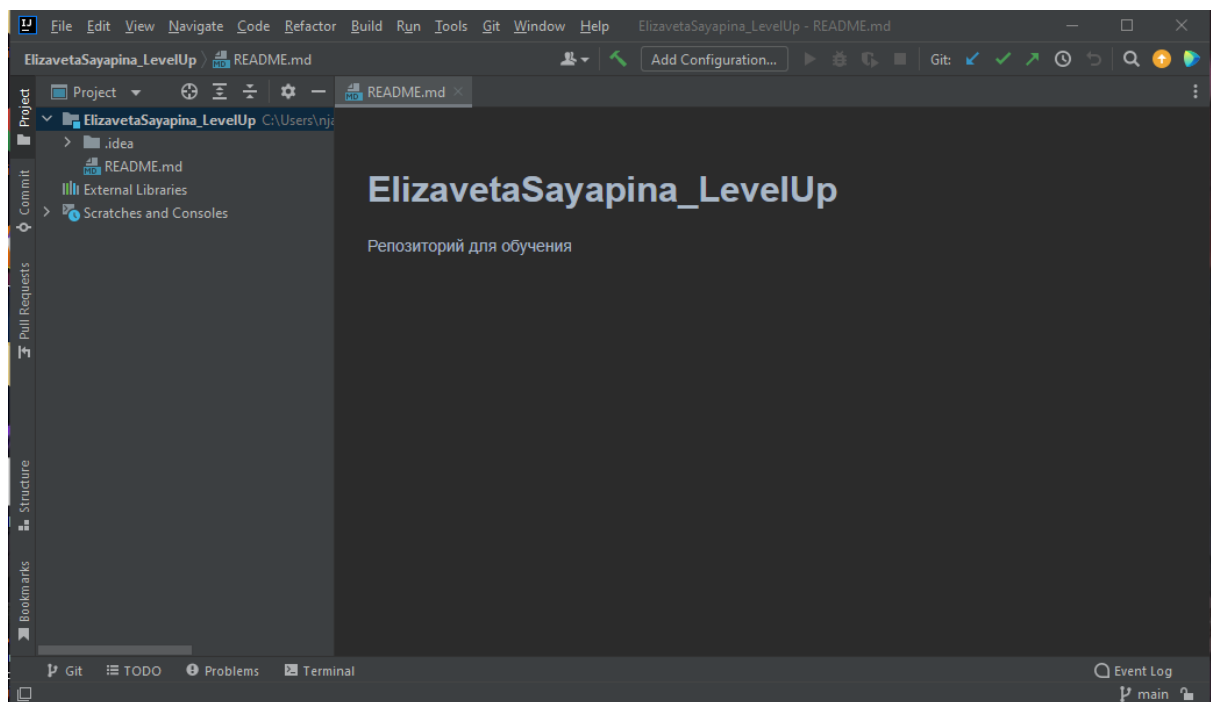 File Edit View Navigate Code Refactor Build Run Tools Git Window Help ElizavetaSayapina_LevelUp - README.md
ElizavetaSayapina_LevelUp README.md Add Configuration... Git:
Project README.md
ElizavetaSayapina_LevelUp C:\Users\nja
.idea
README.md
External Libraries
Scratches and Consoles
ElizavetaSayapina_LevelUp
Репозиторий для обучения
Project
Commit
Pull Requests
Structure
Bookmarks
Git TODO Problems Terminal Event Log
main